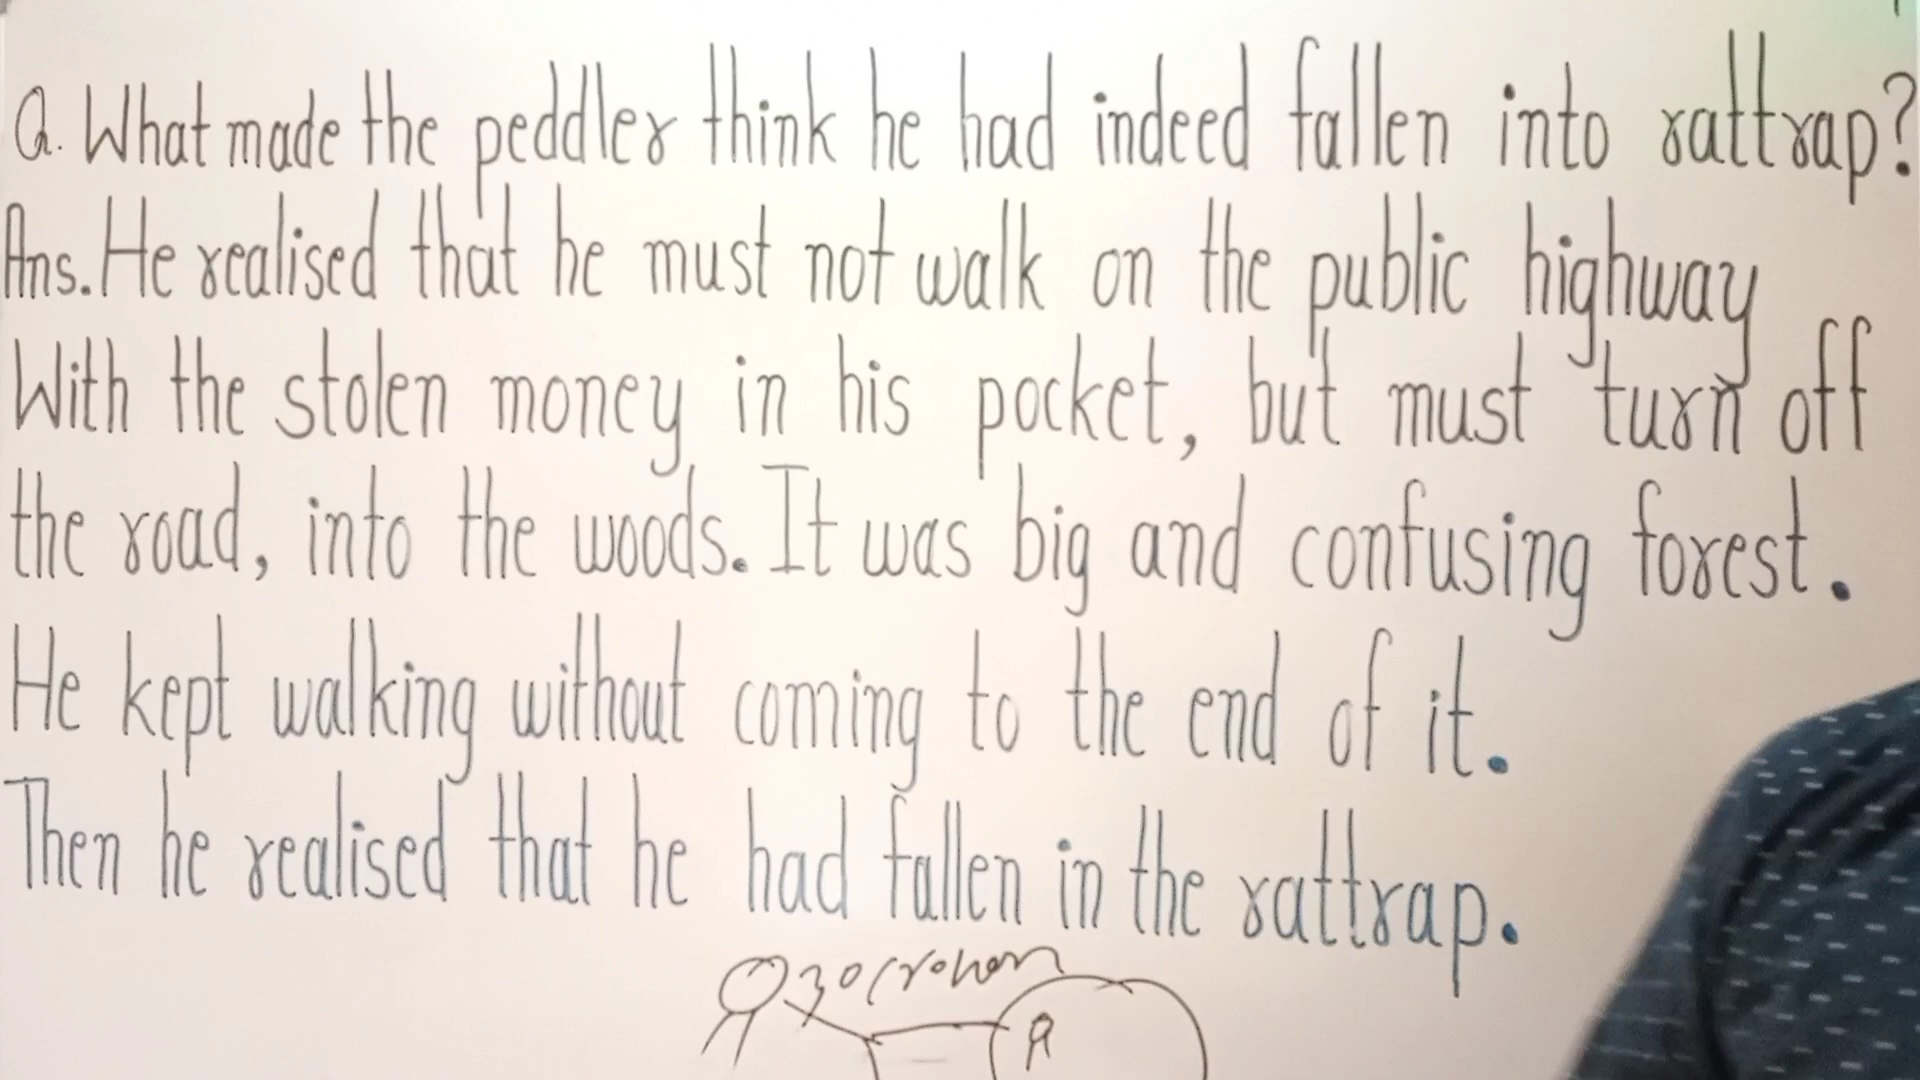 Q. What made the peddler think he had indeed fallen into rattrap?
Ans. He realised that he must not walk on the public highway
With the stolen money in his pocket, but must turn off
the road, into the woods. It was big and confusing forest.
He kept walking without coming to the end of it.
Then he realised that he had fallen in the rattrap.
30